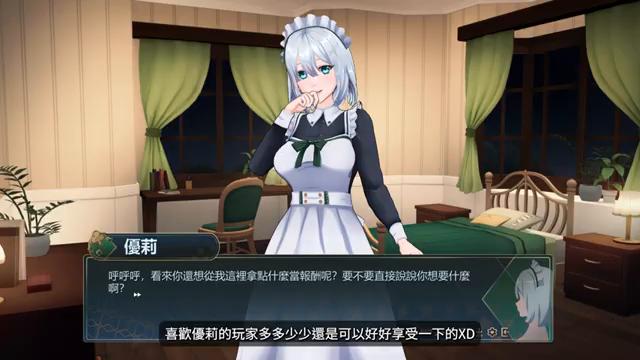 優莉
呼呼呼，看來你還想從我這裡拿點什麼當報酬呢？要不要直接說說你想要什麼
啊？
喜歡優莉的玩家多多少少還是可以好好享受一下的XD